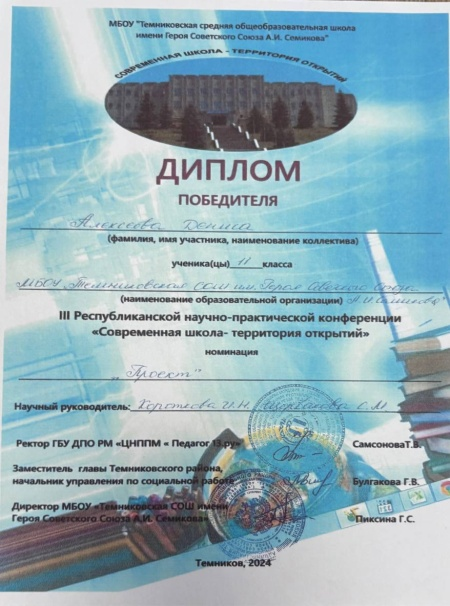 МБОУ "Темниковская средняя общеобразовательная школа
имени Героя Советского Союза А.И. Семикова"
СОВРЕМЕННАЯ ШКОЛА - ТЕРРИТОРИЯ ОТКРЫТИЙ
ДИПЛОМ
ПОБЕДИТЕЛЯ
Алексеева Дениса
(фамилия, имя участника, наименование коллектива)
ученика(цы) 11 класса
МБОУ "Темниковская СОШ им. Героя Советского Союза
(наименование образовательной организации) А.И. Семикова"
III Республиканской научно-практической конференции
«Современная школа- территория открытий»
номинация
"Проект"
Научный руководитель: И.Н. О.М.
Ректор ГБУ ДПО РМ «ЦНППМ « Педагог 13.ру» СамсоноваТ.В.
Заместитель главы Темниковского района,
начальник управления по социальной работе Булгакова Г.В.
Директор МБОУ «Темниковская СОШ имени
Героя Советского Союза А.И. Семикова» Пиксина Г.С.
Темников, 2024